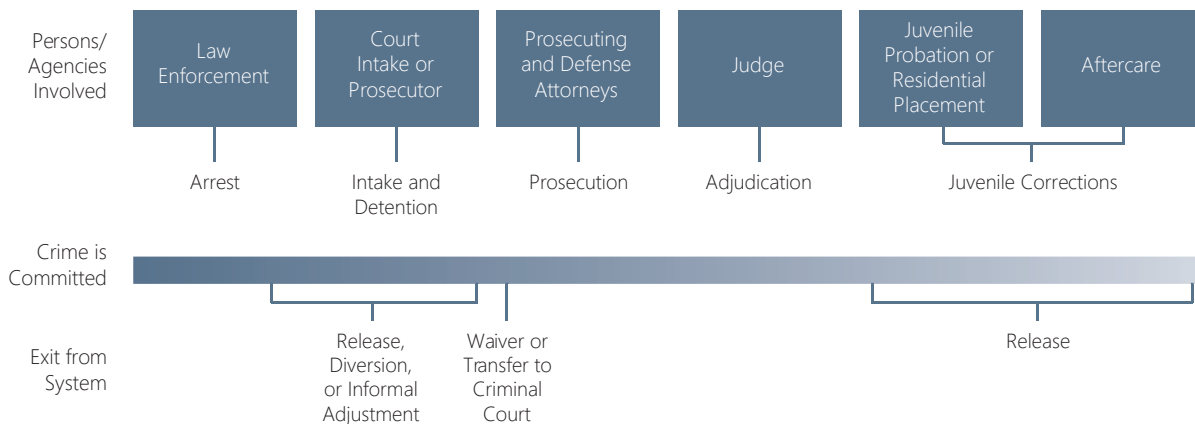 Persons/
Agencies
Involved
Law
Enforcement
Court
Intake or
Prosecutor
Prosecuting
and Defense
Attorneys
Judge
Juvenile
Probation or
Residential
Placement
Aftercare
Arrest
Intake and
Detention
Prosecution
Adjudication
Juvenile Corrections
Crime is
Committed
Exit from
System
Release,
Diversion,
or Informal
Adjustment
Waiver or
Transfer to
Criminal
Court
Release